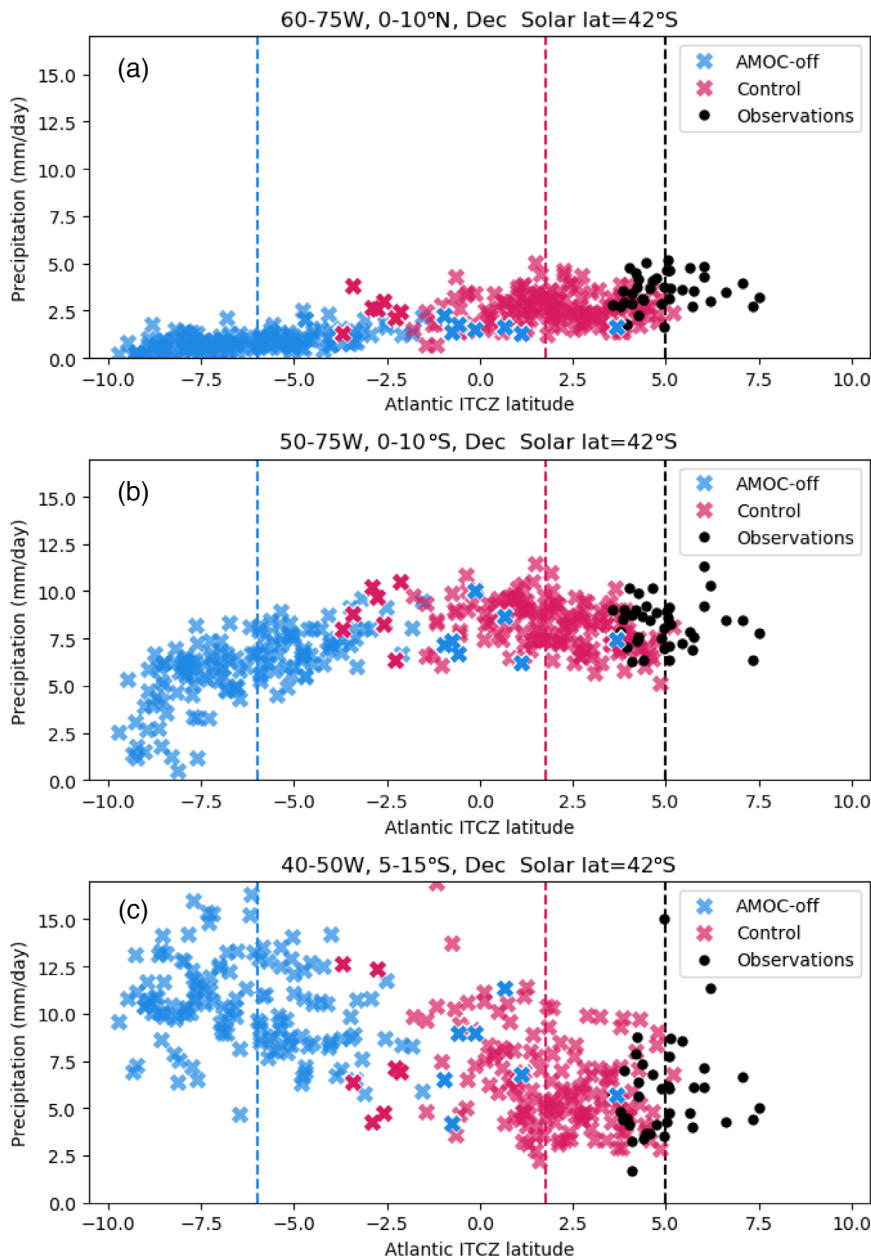 60-75W, 0-10°N, Dec  Solar lat=42°S
(a)
AMOC-off
Control
Observations
Precipitation (mm/day)
15.0
12.5
10.0
7.5
5.0
2.5
0.0
−10.0 −7.5 −5.0 −2.5 0.0 2.5 5.0 7.5 10.0
Atlantic ITCZ latitude
50-75W, 0-10°S, Dec  Solar lat=42°S
(b)
AMOC-off
Control
Observations
Precipitation (mm/day)
15.0
12.5
10.0
7.5
5.0
2.5
0.0
−10.0 −7.5 −5.0 −2.5 0.0 2.5 5.0 7.5 10.0
Atlantic ITCZ latitude
40-50W, 5-15°S, Dec  Solar lat=42°S
(c)
AMOC-off
Control
Observations
Precipitation (mm/day)
15.0
12.5
10.0
7.5
5.0
2.5
0.0
−10.0 −7.5 −5.0 −2.5 0.0 2.5 5.0 7.5 10.0
Atlantic ITCZ latitude